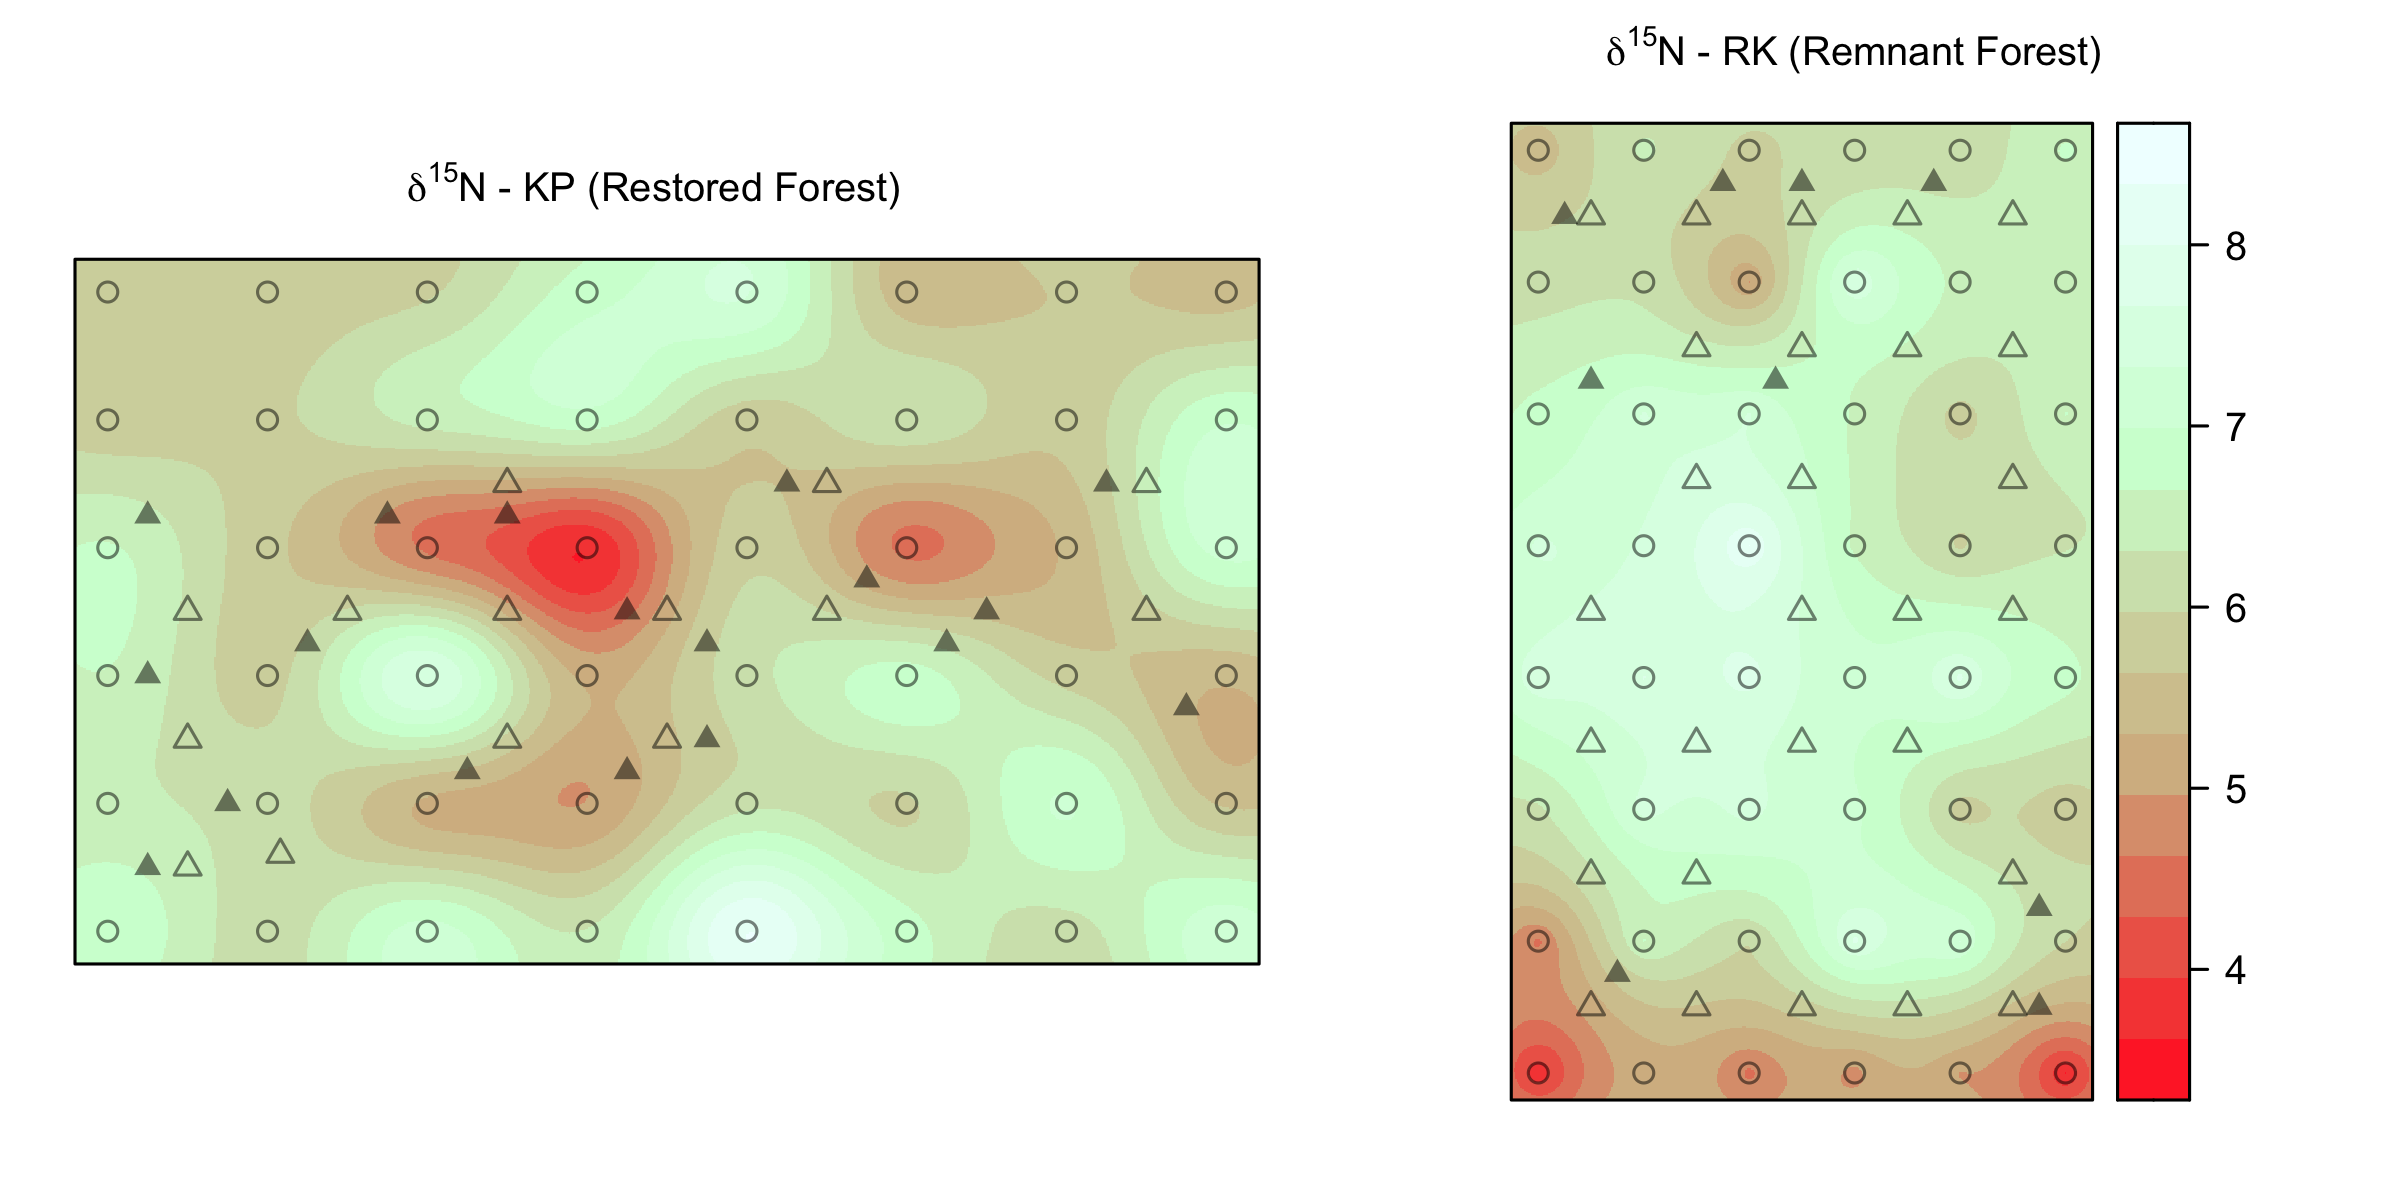 δ¹⁵N - RK (Remnant Forest)
δ¹⁵N - KP (Restored Forest)
8
7
6
5
4